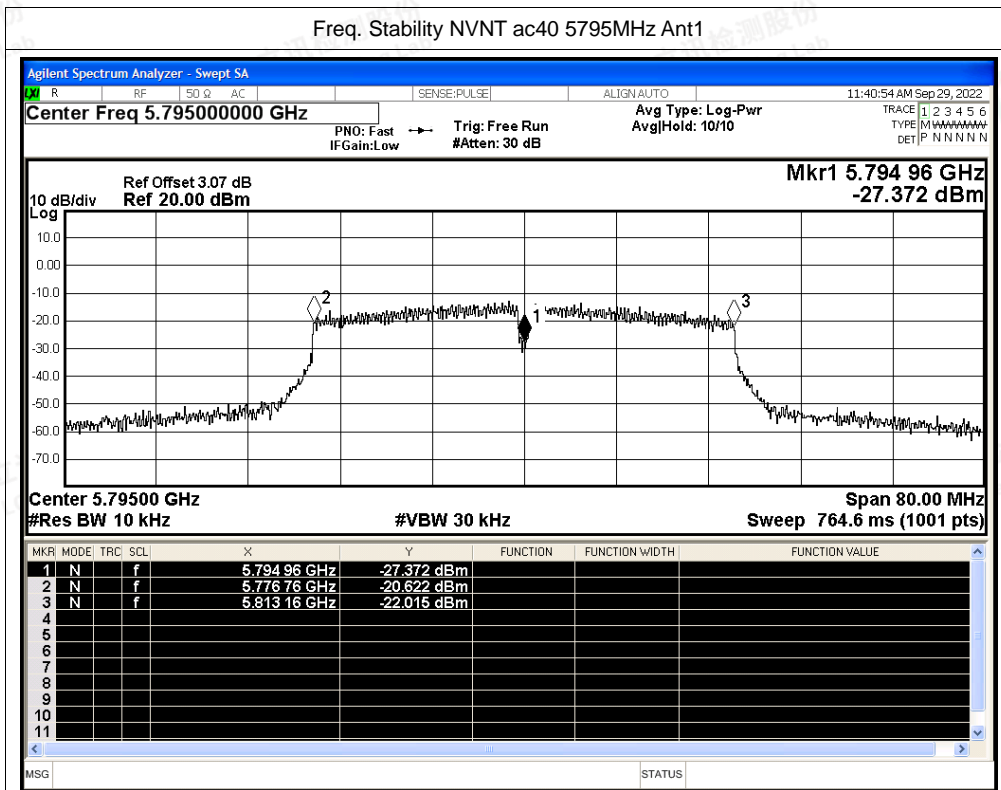 Freq. Stability NVNT ac40 5795MHz Ant1
Agilent Spectrum Analyzer - Swept SA
LXI R RF 50 Ω AC SENSE:PULSE ALIGN AUTO 11:40:54 AM Sep 29, 2022
Center Freq 5.795000000 GHz Avg Type: Log-Pwr TRACE 1 2 3 4 5 6
PNO: Fast Trig: Free Run Avg|Hold: 10/10 TYPE M WWWWW
IFGain:Low #Atten: 30 dB DET P N N N N N
Mkr1 5.794 96 GHz
Ref Offset 3.07 dB
10 dB/div Ref 20.00 dBm -27.372 dBm
Log
10.0
0.00
-10.0
2
3
1
-20.0
-30.0
-40.0
-50.0
-60.0
-70.0
Center 5.79500 GHz Span 80.00 MHz
#Res BW 10 kHz #VBW 30 kHz Sweep 764.6 ms (1001 pts)
MKR MODE TRC SCL X Y FUNCTION FUNCTION WIDTH FUNCTION VALUE
1 N f 5.794 96 GHz -27.372 dBm
2 N f 5.776 76 GHz -20.622 dBm
3 N f 5.813 16 GHz -22.015 dBm
4
5
6
7
8
9
10
11
MSG STATUS